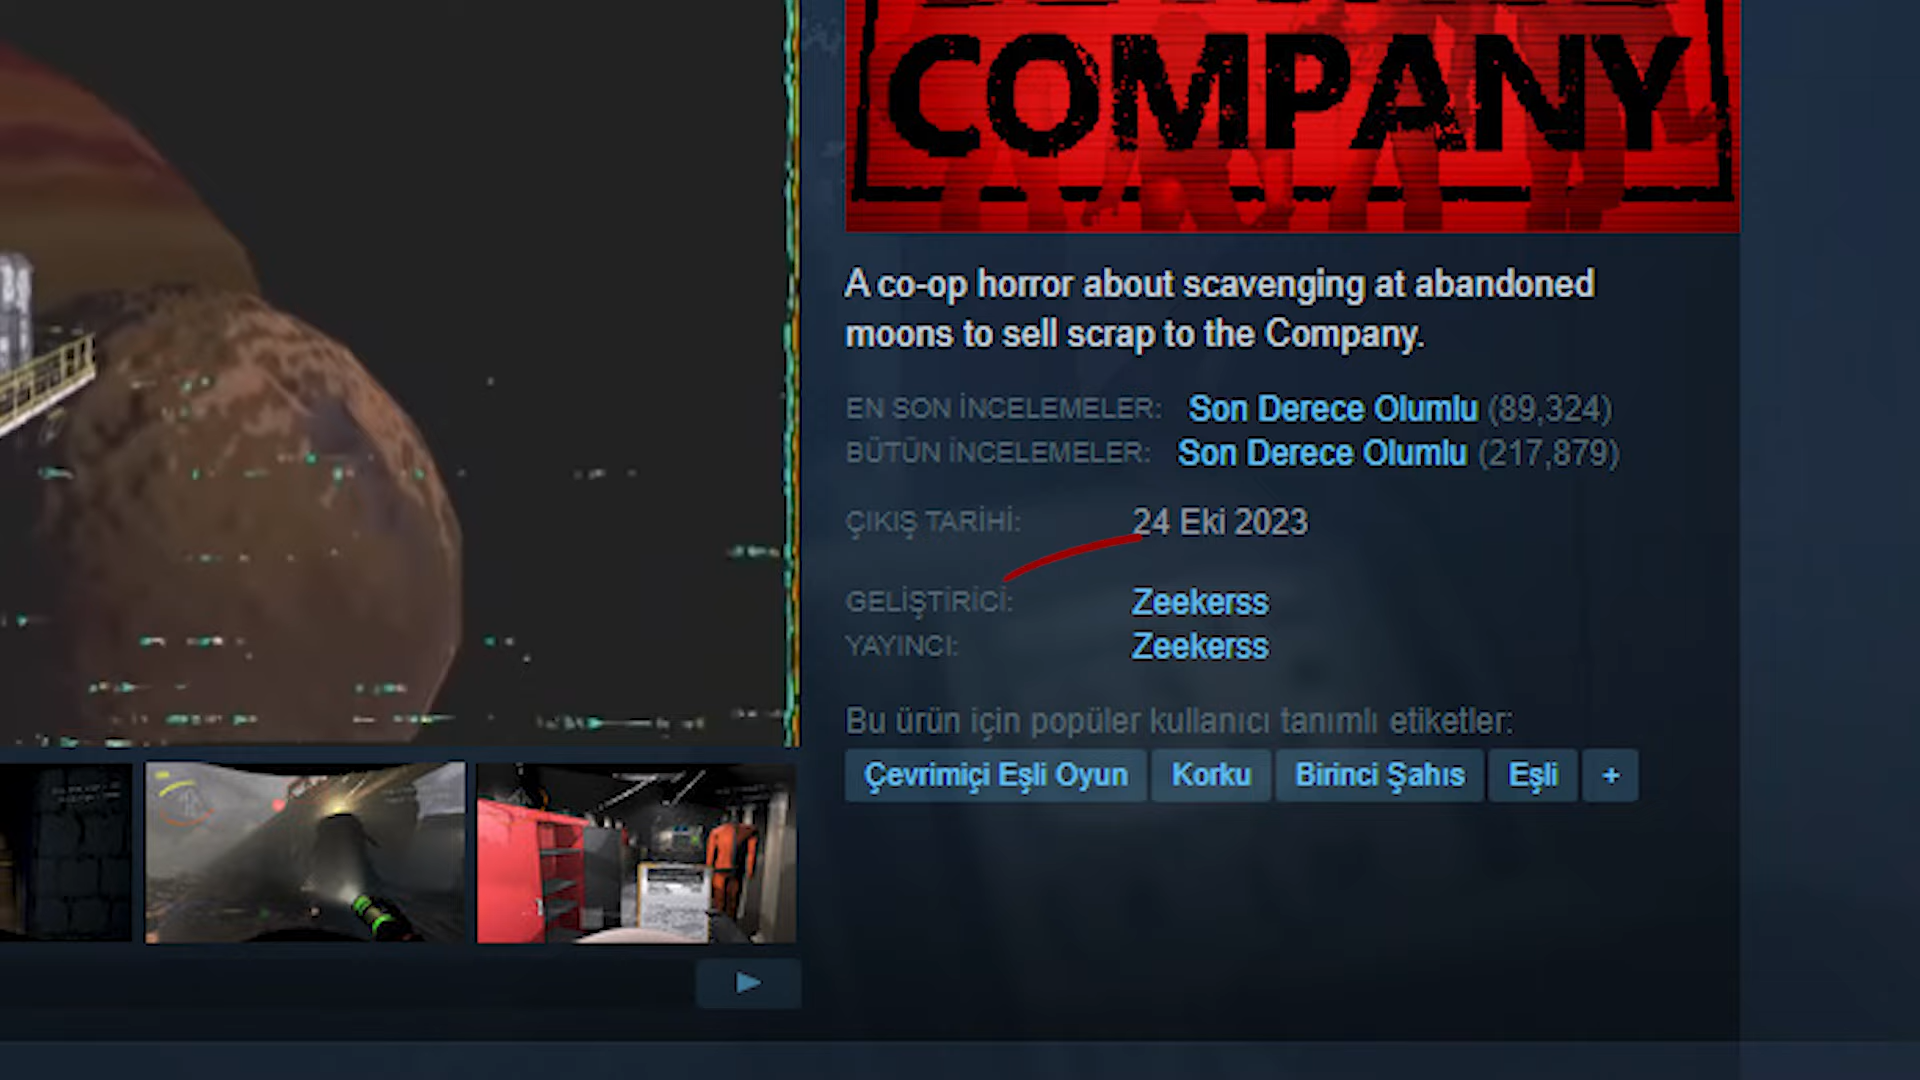 COMPANY
A co-op horror about scavenging at abandoned
moons to sell scrap to the Company.
EN SON İNCELEMELER: Son Derece Olumlu (89,324)
BÜTÜN İNCELEMELER: Son Derece Olumlu (217,879)
ÇIKIŞ TARİHİ: 24 Eki 2023
GELİŞTİRİCİ: Zeekerss
YAYINCI: Zeekerss
Bu ürün için popüler kullanıcı tanımlı etiketler:
Çevrimiçi Eşli Oyun Korku Birinci Şahıs Eşli +